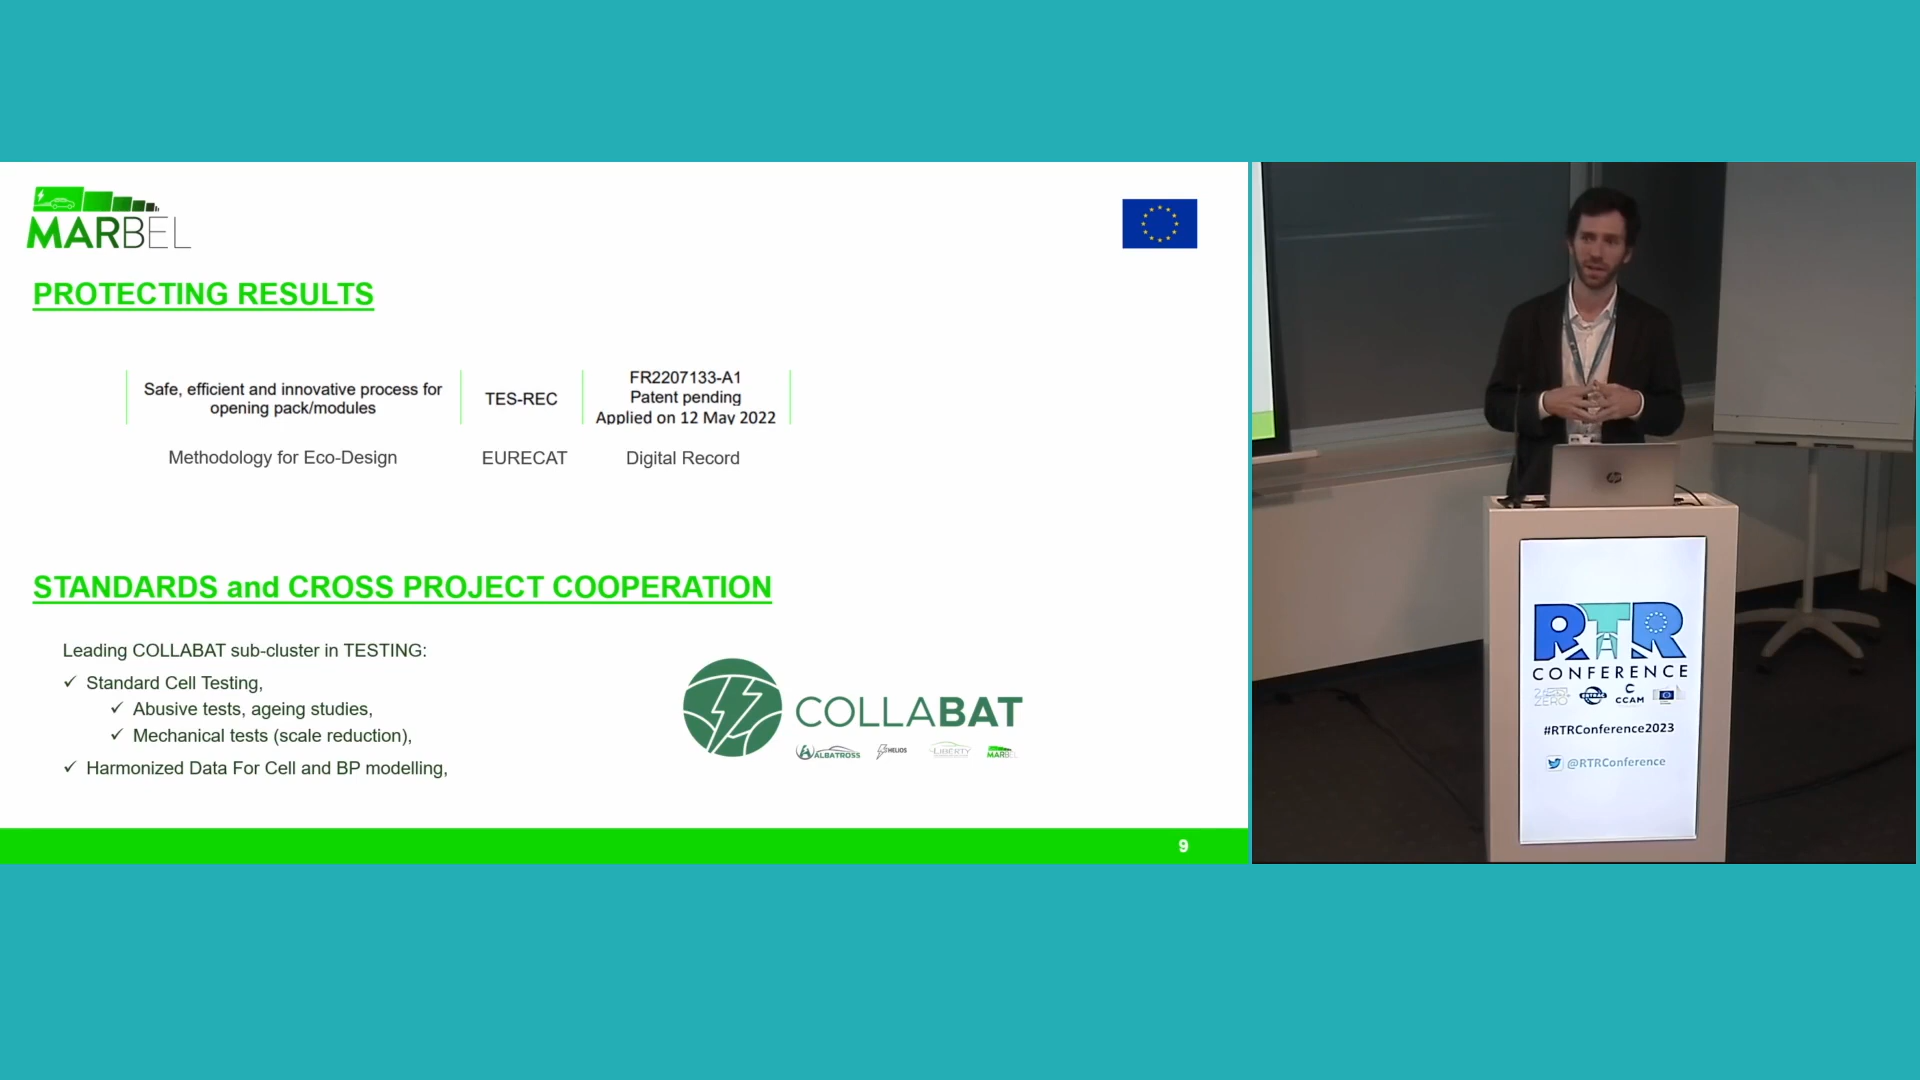 MARBEL
PROTECTING RESULTS
Safe, efficient and innovative process for
opening pack/modules
TES-REC
FR2207133-A1
Patent pending
Applied on 12 May 2022
Methodology for Eco-Design
EURECAT
Digital Record
STANDARDS and CROSS PROJECT COOPERATION
Leading COLLABAT sub-cluster in TESTING:
✓ Standard Cell Testing,
✓ Abusive tests, ageing studies,
✓ Mechanical tests (scale reduction),
✓ Harmonized Data For Cell and BP modelling,
COLLABAT
ALBATROSS
HELIOS
LIBERTY
MARBEL
9
hp
RTR
CONFERENCE
2ZERO
ERTRAC
CCAM
#RTRConference2023
@RTRConference